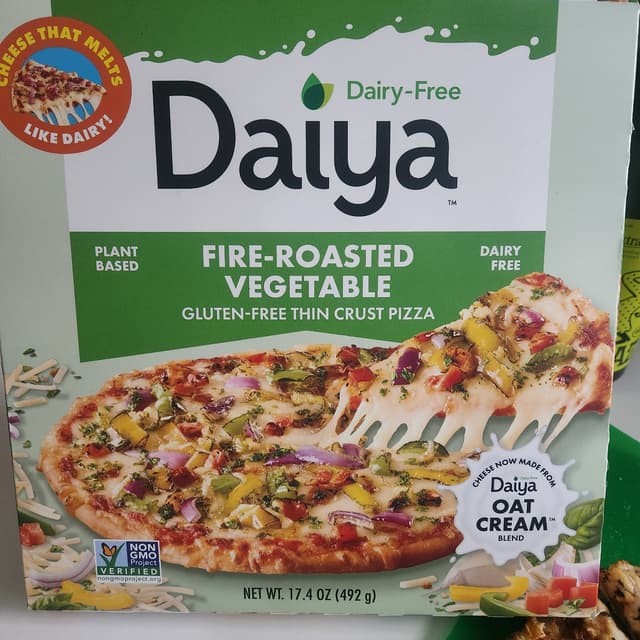 CHEESE THAT MELTS
LIKE DAIRY!
Dairy-Free
Daiya
TM
PLANT
BASED
FIRE-ROASTED
VEGETABLE
GLUTEN-FREE THIN CRUST PIZZA
DAIRY
FREE
CHEESE NOW MADE FROM
Daiya
OAT
CREAM™
BLEND
NON
GMO
Project
VERIFIED
nongmoproject.org
NET WT. 17.4 OZ (492 g)